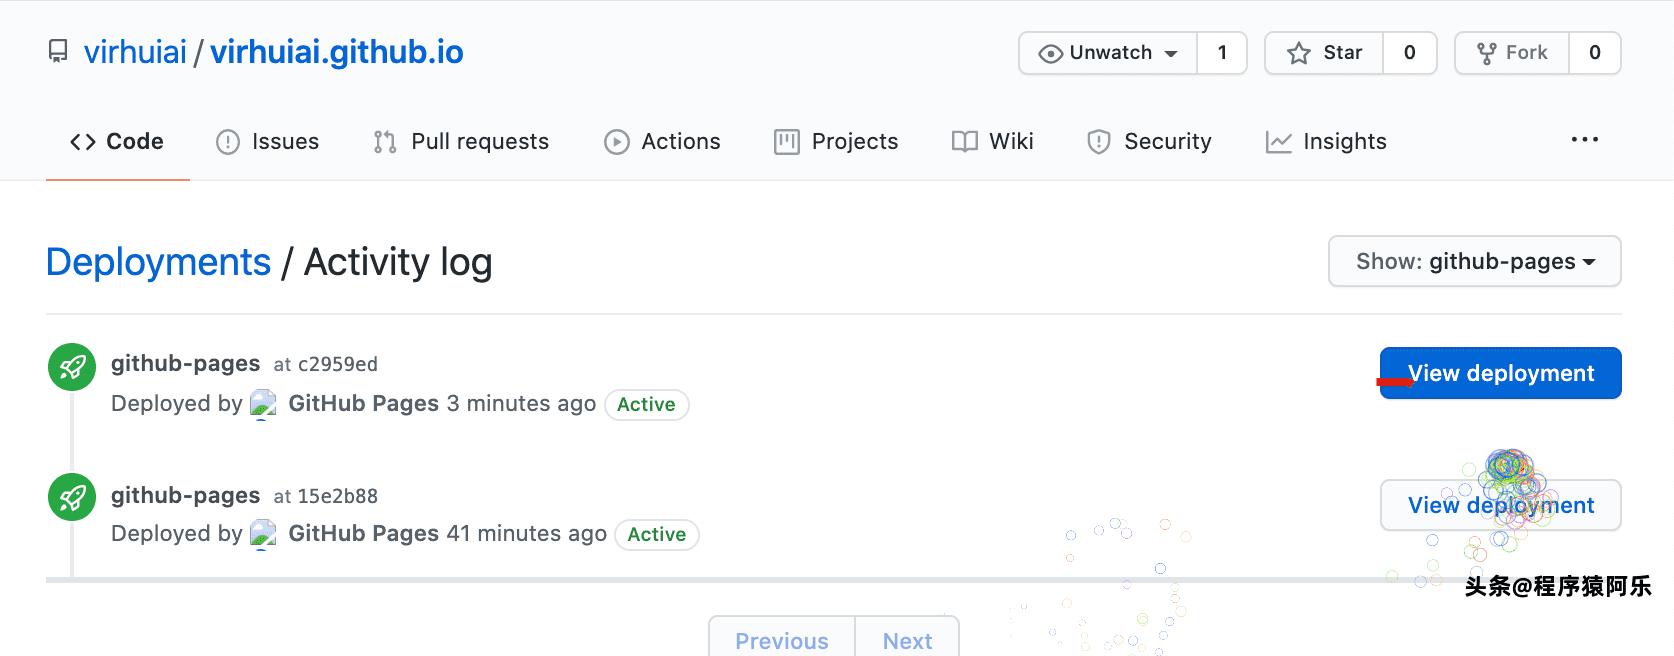 virhuiai / virhuiai.github.io
Unwatch 1 Star 0 Fork 0
Code Issues Pull requests Actions Projects Wiki Security Insights ...
Deployments / Activity log
Show: github-pages
github-pages at c2959ed
View deployment
Deployed by GitHub Pages 3 minutes ago Active
github-pages at 15e2b88
View deployment
Deployed by GitHub Pages 41 minutes ago Active
头条@程序猿阿乐
Previous Next